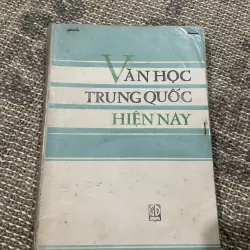 VĂN HỌC
TRUNG QUỐC
HIỆN NAY